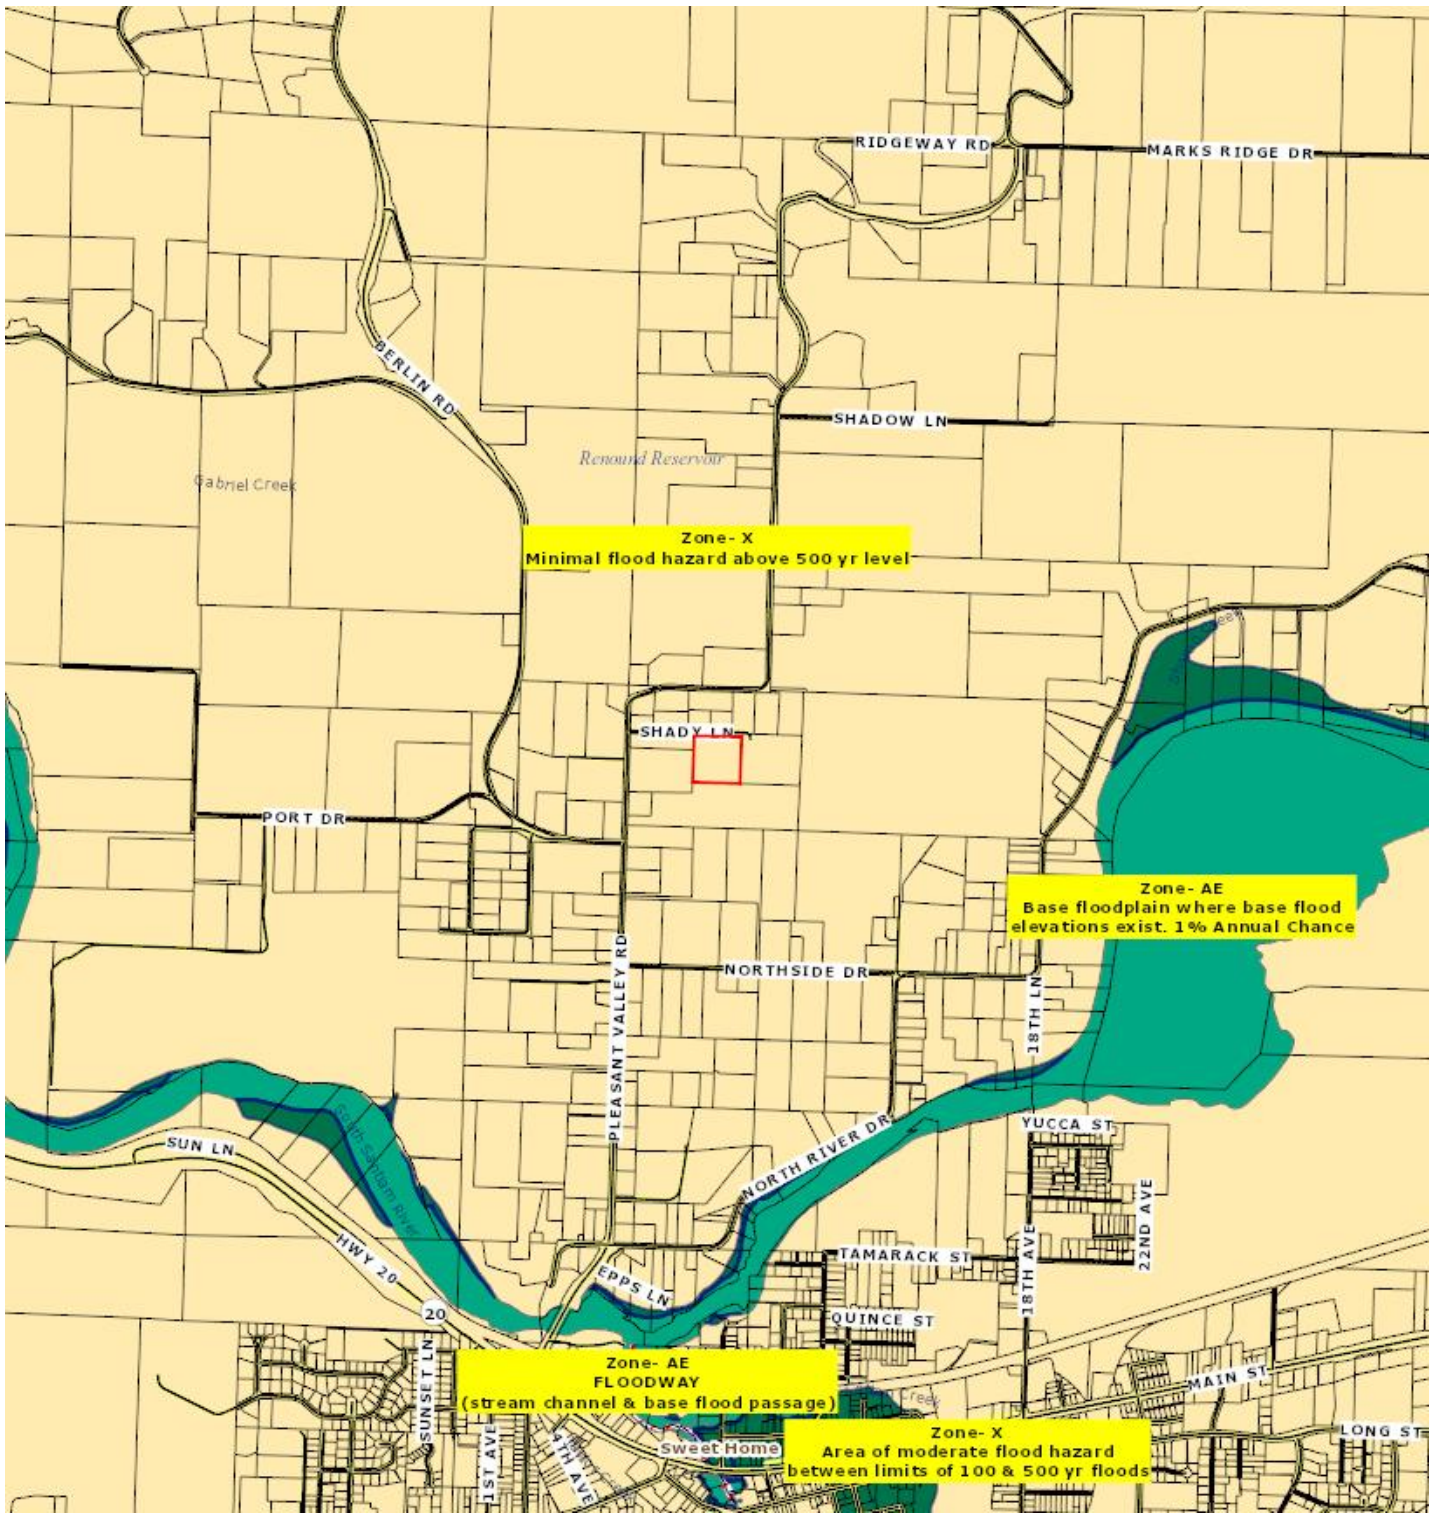 RIDGEWAY RD
MARKS RIDGE DR
BERLIN RD
SHADOW LN
Renound Reservoir
Gabriel Creek
Zone- X
Minimal flood hazard above 500 yr level
Creek
SHADY LN
PORT DR
Zone- AE
Base floodplain where base flood
elevations exist. 1% Annual Chance
PLEASANT VALLEY RD
NORTHSIDE DR
18TH LN
YUCCA ST
SUN LN
South Santiam River
NORTH RIVER DR
HWY 20
TAMARACK ST
18TH AVE
22ND AVE
EPPS LN
20
QUINCE ST
SUNSET LN
Zone- AE
FLOODWAY
(stream channel & base flood passage)
Creek
MAIN ST
1ST AVE
4TH AVE
Sweet Home
Zone- X
Area of moderate flood hazard
between limits of 100 & 500 yr floods
LONG ST